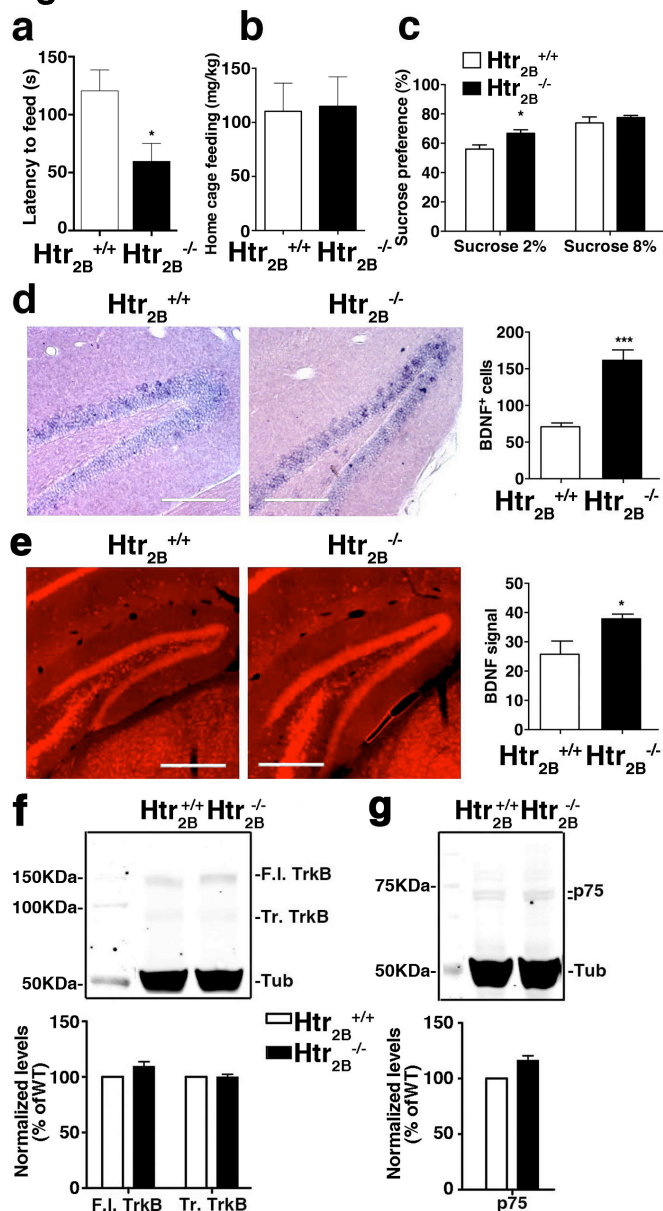 a
b
c
Latency to feed (s)
150
100
50
0
*
Htr2B+/+ Htr2B-/-
Home cage feeding (mg/kg)
150
100
50
0
Htr2B+/+ Htr2B-/-
Htr2B+/+
Htr2B-/-
Sucrose preference (%)
100
80
60
40
20
0
*
Sucrose 2% Sucrose 8%
d
Htr2B+/+ Htr2B-/-
BDNF+ cells
200
150
100
50
0
***
Htr2B+/+ Htr2B-/-
e
Htr2B+/+ Htr2B-/-
BDNF signal
50
40
30
20
10
0
*
Htr2B+/+ Htr2B-/-
f
Htr2B+/+ Htr2B-/-
150KDa-
100KDa-
50KDa-
-F.l. TrkB
-Tr. TrkB
-Tub
Normalized levels
(% ofWT)
150
100
50
0
F.l. TrkB Tr. TrkB
Htr2B+/+
Htr2B-/-
g
Htr2B+/+ Htr2B-/-
75KDa-
50KDa-
p75
-Tub
Normalized levels
(% ofWT)
150
100
50
0
p75